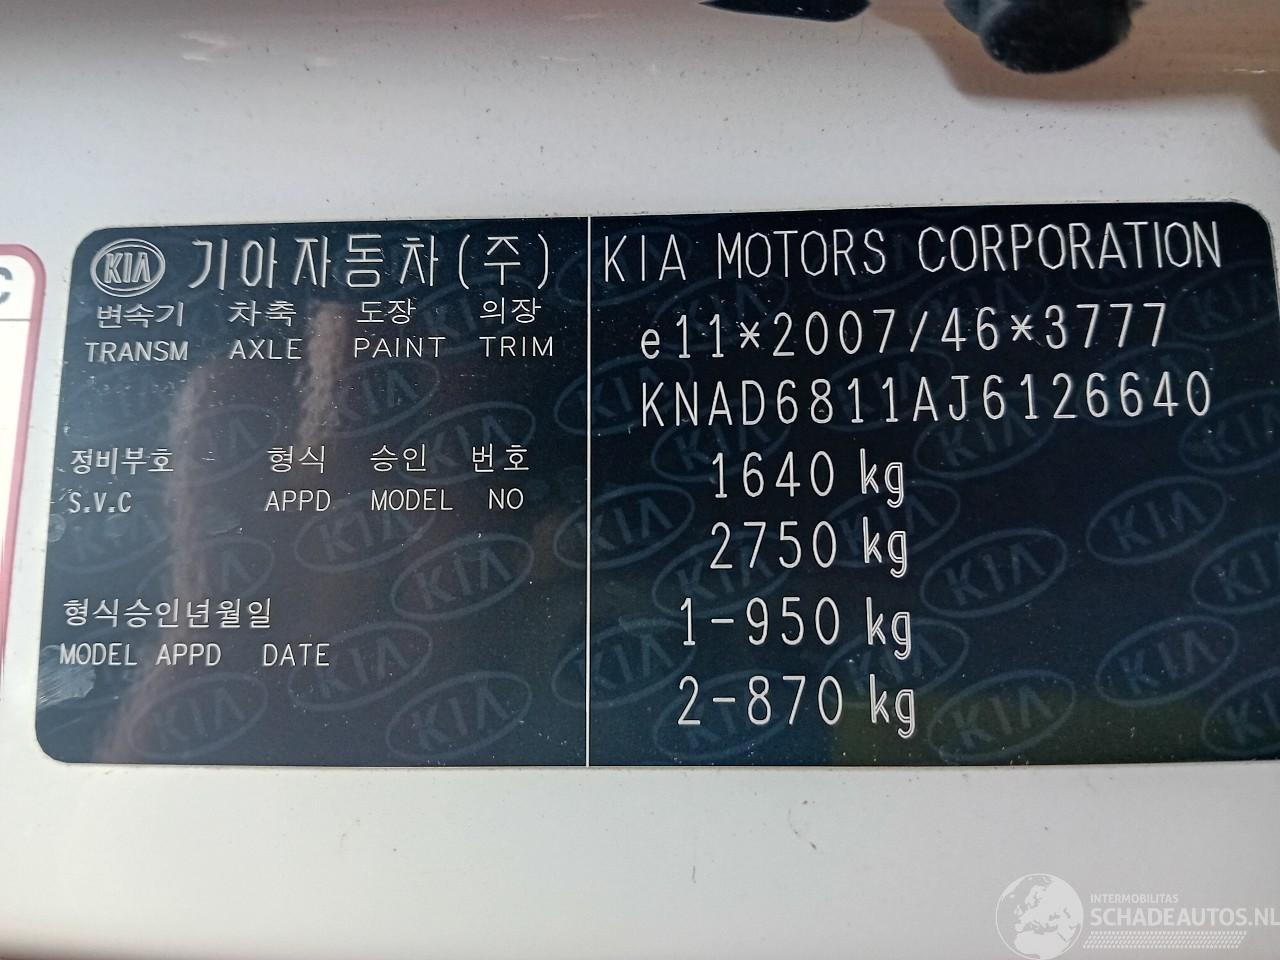 KIA 기아자동차(주)
변속기 차축 도장 의장
TRANSM AXLE PAINT TRIM
정비부호 형식 승인 번호
S.V.C APPD MODEL NO
형식승인년월일
MODEL APPD DATE
KIA MOTORS CORPORATION
e11*2007/46*3777
KNAD6811AJ6126640
1640 kg
2750 kg
1-950 kg
2-870 kg
C
INTERMOBILITAS
SCHADEAUTOS.NL